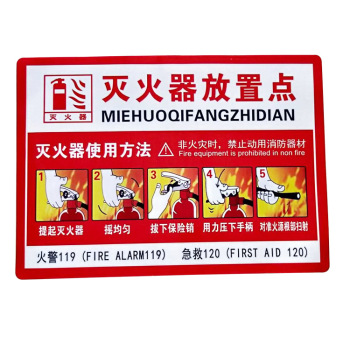 灭火器放置点
MIEHUOQIFANGZHIDIAN
灭火器
灭火器使用方法
非火灾时，禁止动用消防器材
Fire equipment is prohibited in non fire
1 2 3 4 5
提起灭火器 摇均匀 拔下保险销 用力压下手柄 对准火源根部扫射
火警119 (FIRE ALARM119) 急救120 (FIRST AID 120)